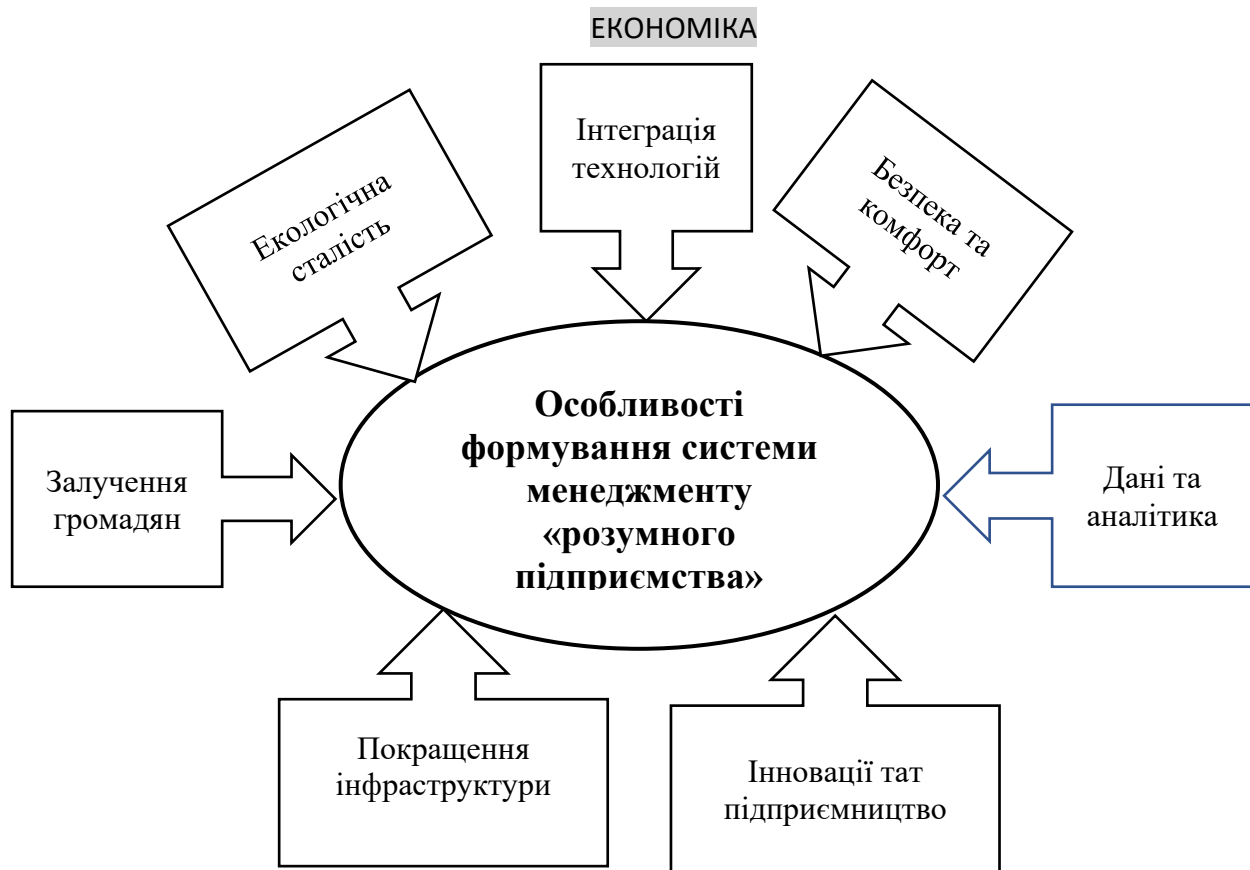 ЕКОНОМІКА
Інтеграція
технологій
Екологічна
сталість
Безпека та
комфорт
Особливості
формування системи
менеджменту
«розумного
підприємства»
Залучення
громадян
Дані та
аналітика
Покращення
інфраструктури
Інновації тат
підприємництво